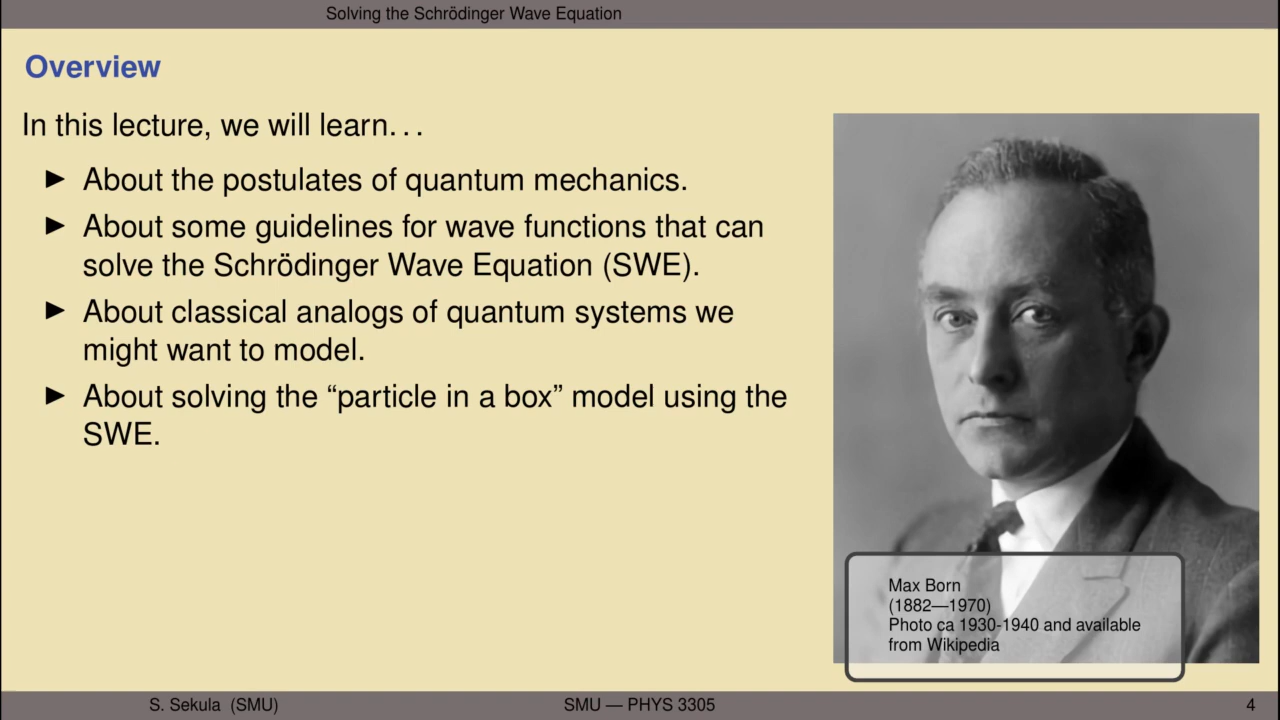 Solving the Schrödinger Wave Equation
Overview
In this lecture, we will learn. . .
► About the postulates of quantum mechanics.
► About some guidelines for wave functions that can
solve the Schrödinger Wave Equation (SWE).
► About classical analogs of quantum systems we
might want to model.
► About solving the “particle in a box” model using the
SWE.
Max Born
(1882—1970)
Photo ca 1930-1940 and available
from Wikipedia
S. Sekula (SMU)
SMU — PHYS 3305
4